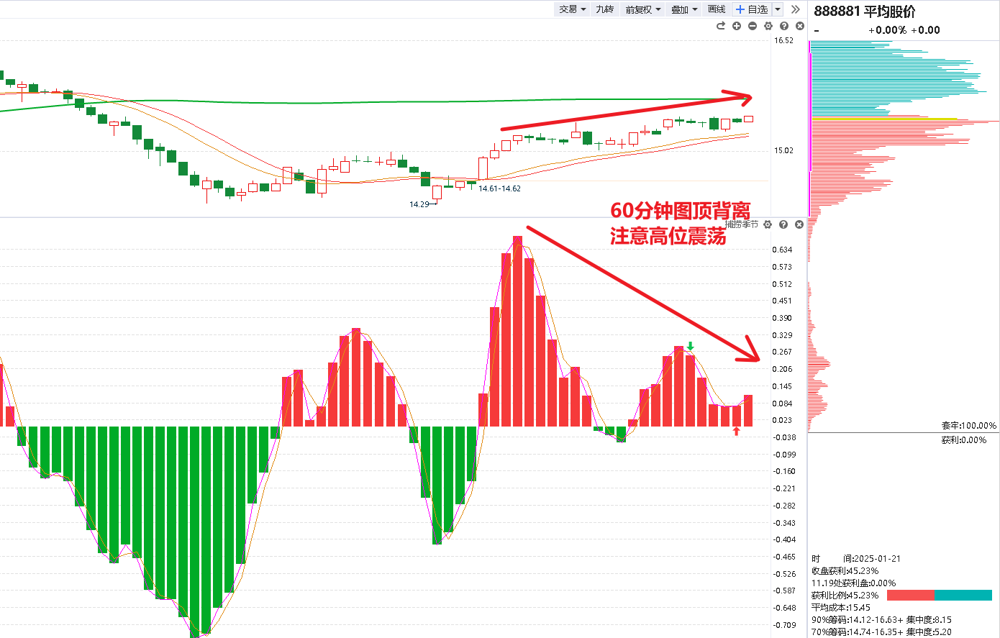 交易 九转 前复权 叠加 画线 自选
888881 平均股价
- +0.00% +0.00
16.52
15.02
14.61-14.62
14.29
60分钟图顶背离
注意高位震荡
捕捞季节
0.634
0.573
0.512
0.451
0.390
0.329
0.267
0.206
0.145
0.084
0.023
-0.038
-0.099
-0.160
-0.221
-0.282
-0.343
-0.404
-0.465
-0.526
-0.587
-0.648
-0.709
套牢:100.00%
获利:0.00%
时 间:2025-01-21
收盘获利:45.23%
11.19处获利盘:0.00%
获利比例:45.23%
平均成本:15.45
90%筹码:14.12-16.63+ 集中度:8.15
70%筹码:14.74-16.35+ 集中度:5.20